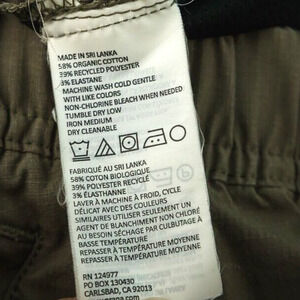 MADE IN SRI LANKA
58% ORGANIC COTTON
39% RECYCLED POLYESTER
3% ELASTANE
MACHINE WASH COLD GENTLE
WITH LIKE COLORS
NON-CHLORINE BLEACH WHEN NEEDED
TUMBLE DRY LOW
IRON MEDIUM
DRY CLEANABLE
FABRIQUÉ AU SRI LANKA
58% COTON BIOLOGIQUE
39% POLYESTER RECYCLÉ
3% ÉLASTHANNE
LAVER À MACHINE À FROID, CYCLE
DÉLICAT AVEC DES COULEURS
SIMILAIRES UTILISER SEULEMENT UN
AGENT DE BLANCHIMENT NON CHLORÉ
AU BESOIN SÉCHAGE PAR CULBUTAGE À
BASSE TEMPÉRATURE
REPASSER À TEMPÉRATURE MOYENNE
RN 124977
PO BOX 130430
CARLSBAD, CA 92013